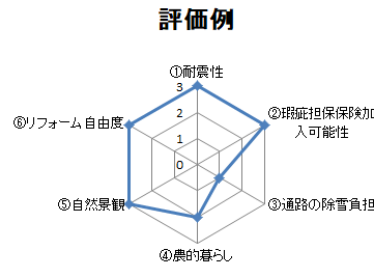 評価例
①耐震性
3
2
1
0
②瑕疵担保保険加
入可能性
③通路の除雪負担
④農的暮らし
⑤自然景観
⑥リフォーム自由度